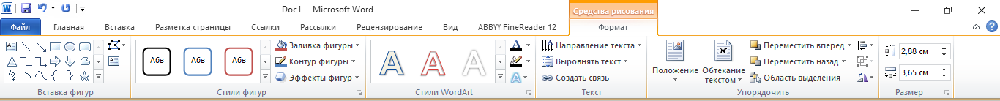 Doc1 - Microsoft Word
Средства рисования
Файл Главная Вставка Разметка страницы Ссылки Рассылки Рецензирование Вид ABBYY FineReader 12 Формат
Абв Абв Абв
Заливка фигуры
Контур фигуры
Эффекты фигур
A A A
Направление текста
Выровнять текст
Создать связь
Положение
Обтекание текстом
Переместить вперед
Переместить назад
Область выделения
2,88 см
3,65 см
Вставка фигур Стили фигур Стили WordArt Текст Упорядочить Размер